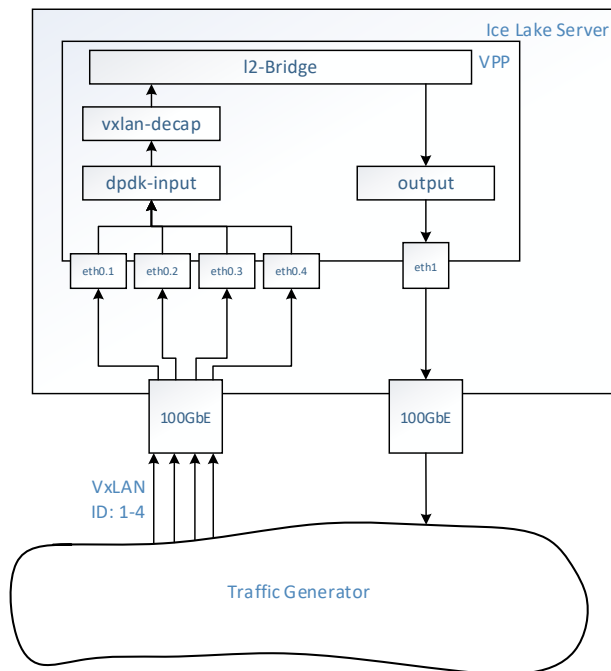 Ice Lake Server
VPP
l2-Bridge
vxlan-decap
dpdk-input
output
eth0.1
eth0.2
eth0.3
eth0.4
eth1
100GbE
100GbE
VxLAN
ID: 1-4
Traffic Generator